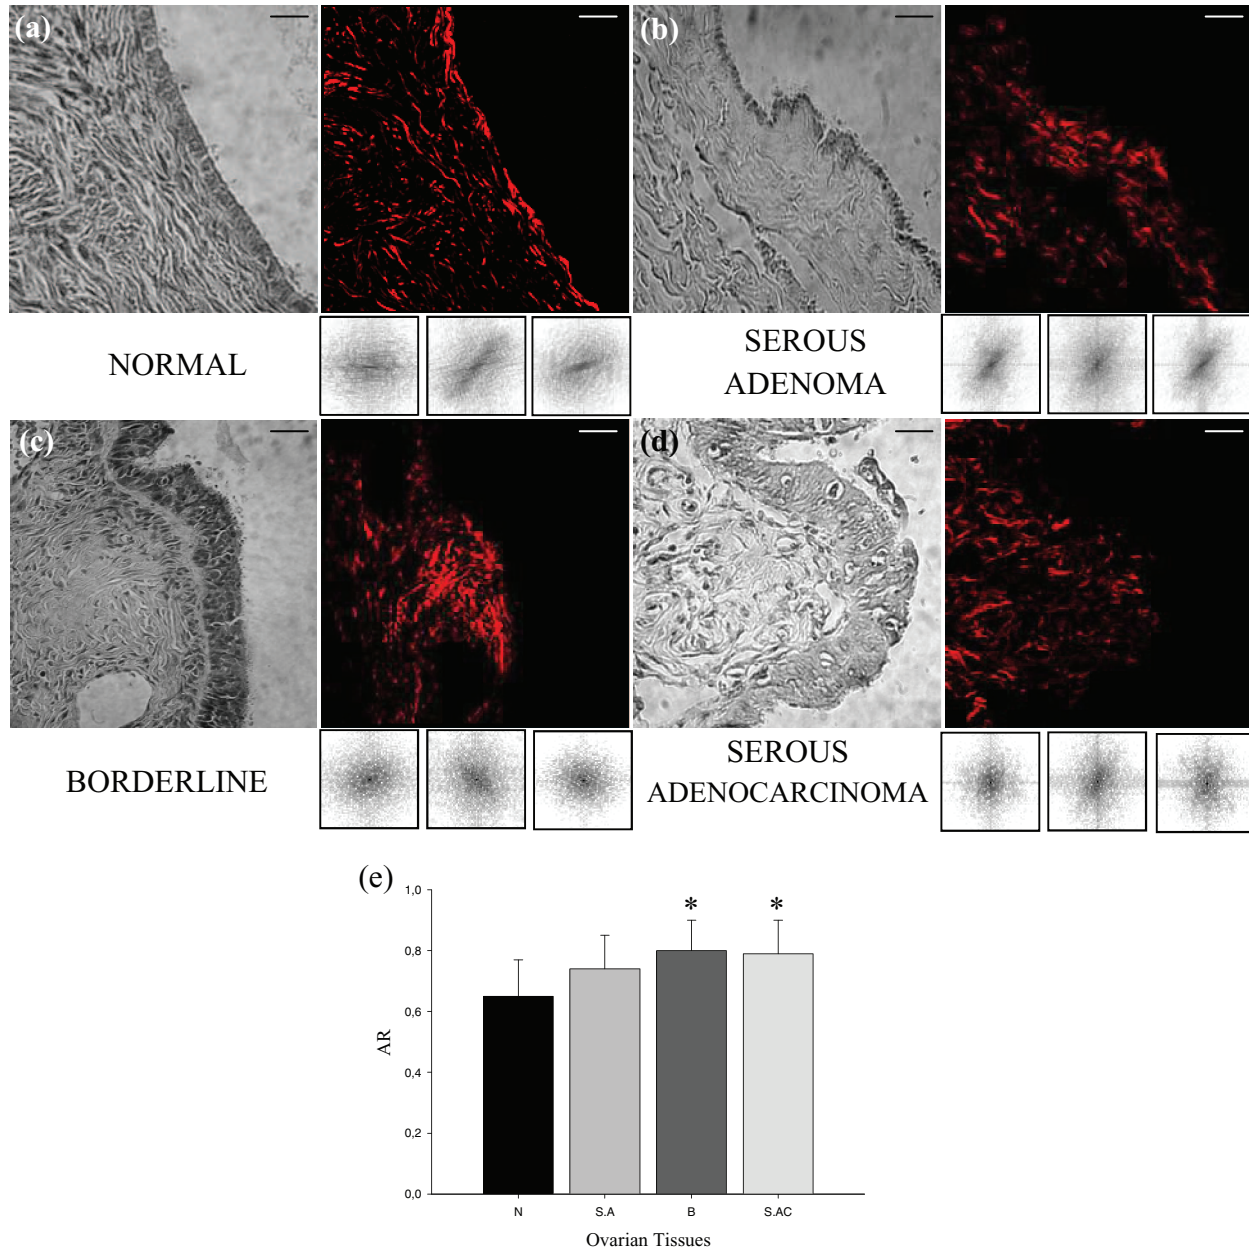 (a)
(b)
NORMAL
SEROUS
ADENOMA
(c)
(d)
BORDERLINE
SEROUS
ADENOCARCINOMA
(e)
1,0
0,8
0,6
0,4
0,2
0,0
AR
* *
N S.A B S.AC
Ovarian Tissues